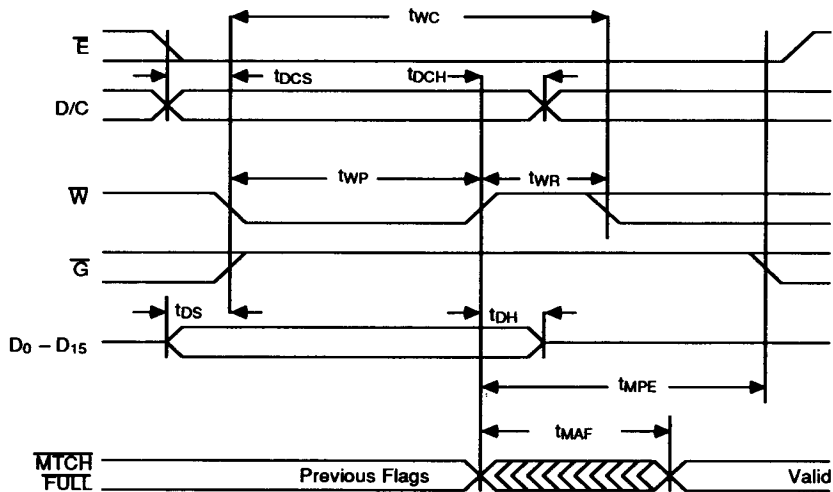 tWC
E
tDCS
tDCH
D/C
tWP
tWR
W
G
tDS
tDH
D0 – D15
tMPE
tMAF
MTCH
FULL
Previous Flags
Valid